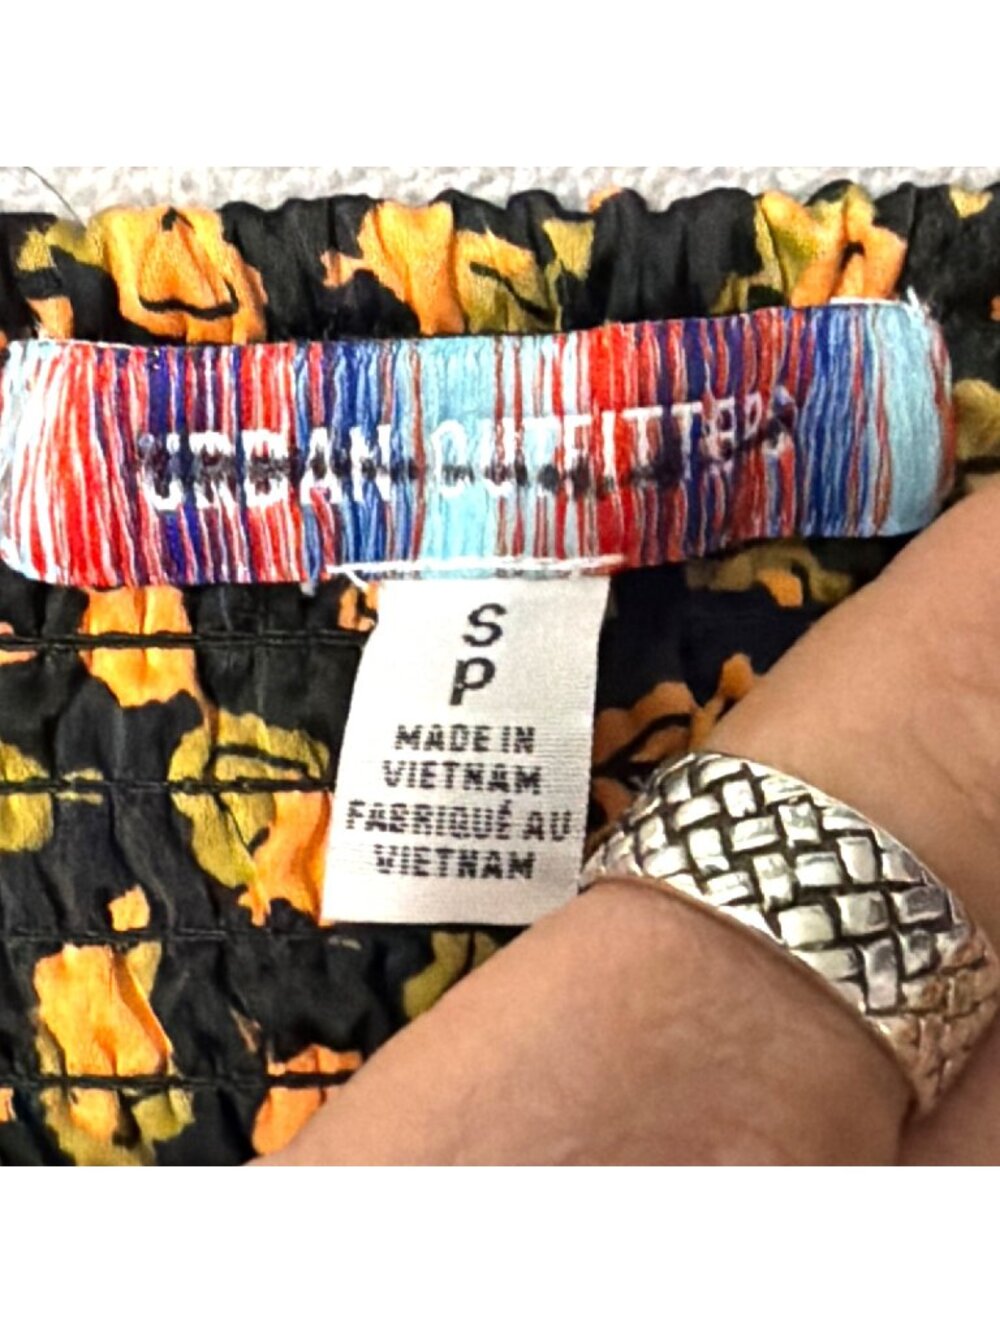 URBAN OUTFITTERS
S
P
MADE IN
VIETNAM
FABRIQUÉ AU
VIETNAM